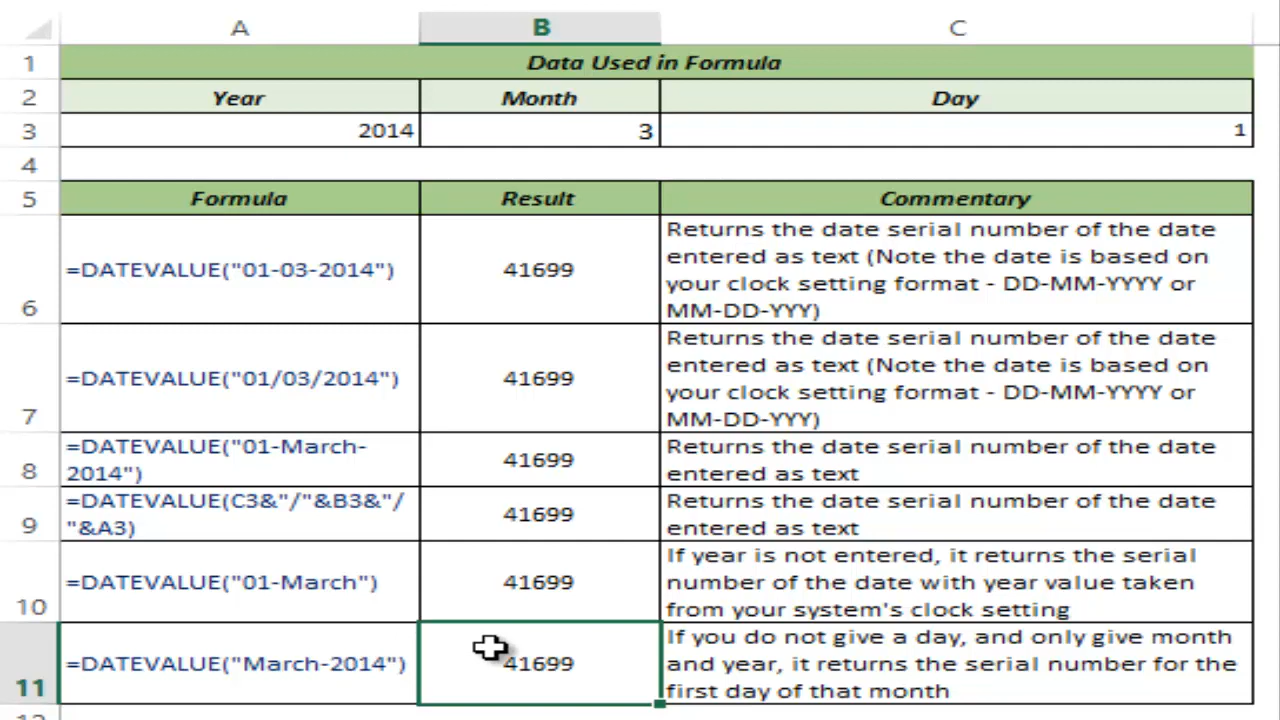 A B C
1 Data Used in Formula
2 Year Month Day
3 2014 3 1
4
5 Formula Result Commentary
Returns the date serial number of the date
entered as text (Note the date is based on
=DATEVALUE("01-03-2014") 41699
your clock setting format - DD-MM-YYYY or
6 MM-DD-YYY)
Returns the date serial number of the date
entered as text (Note the date is based on
=DATEVALUE("01/03/2014") 41699
your clock setting format - DD-MM-YYYY or
7 MM-DD-YYY)
=DATEVALUE("01-March-
2014")
8 41699
Returns the date serial number of the date
entered as text
=DATEVALUE(C3&"/"&B3&"/
"&A3)
9 41699
Returns the date serial number of the date
entered as text
If year is not entered, it returns the serial
=DATEVALUE("01-March") 41699 number of the date with year value taken
10 from your system's clock setting
If you do not give a day, and only give month
=DATEVALUE("March-2014") 41699 and year, it returns the serial number for the
11 first day of that month